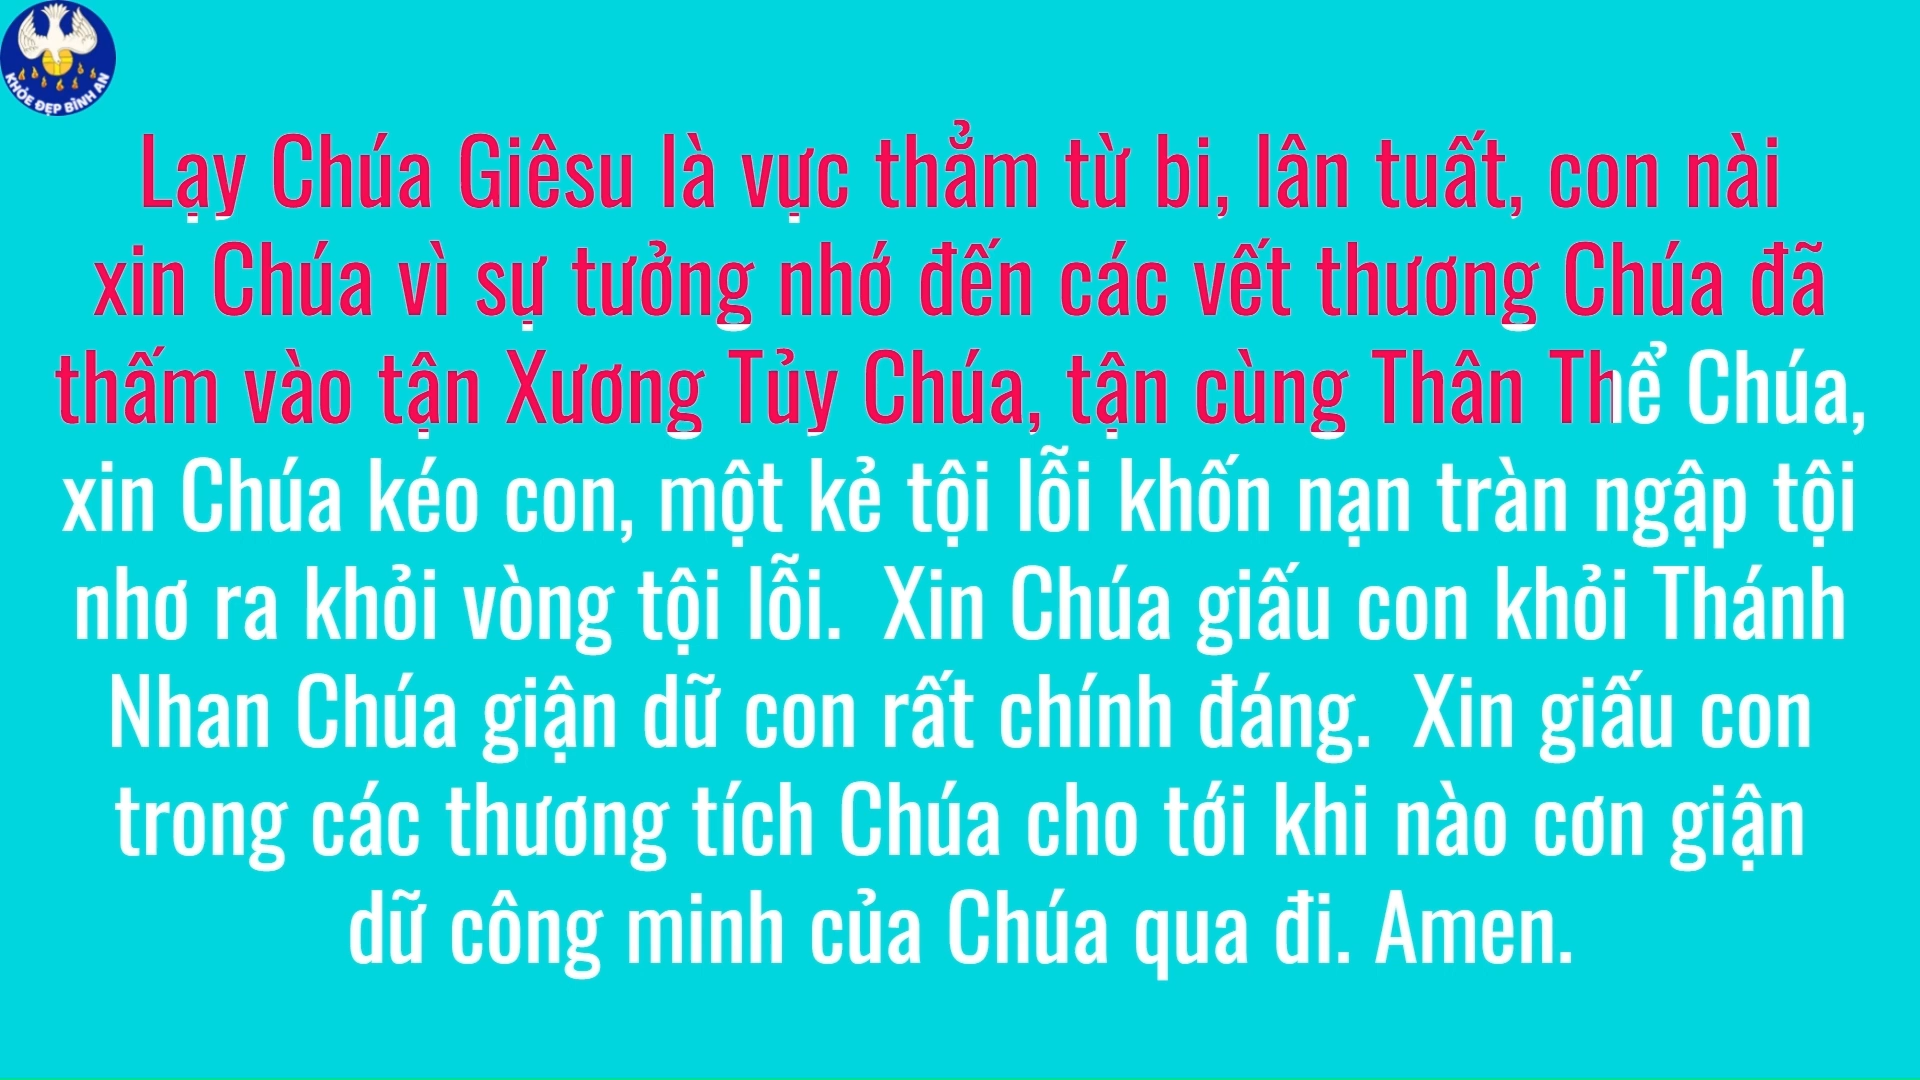 KHỎE ĐẸP BÌNH AN
Lạy Chúa Giêsu là vực thẳm từ bi, lân tuất, con nài
xin Chúa vì sự tưởng nhớ đến các vết thương Chúa đã
thấm vào tận Xương Tủy Chúa, tận cùng Thân Thể Chúa,
xin Chúa kéo con, một kẻ tội lỗi khốn nạn tràn ngập tội
nhơ ra khỏi vòng tội lỗi.  Xin Chúa giấu con khỏi Thánh
Nhan Chúa giận dữ con rất chính đáng.  Xin giấu con
trong các thương tích Chúa cho tới khi nào cơn giận
dữ công minh của Chúa qua đi. Amen.